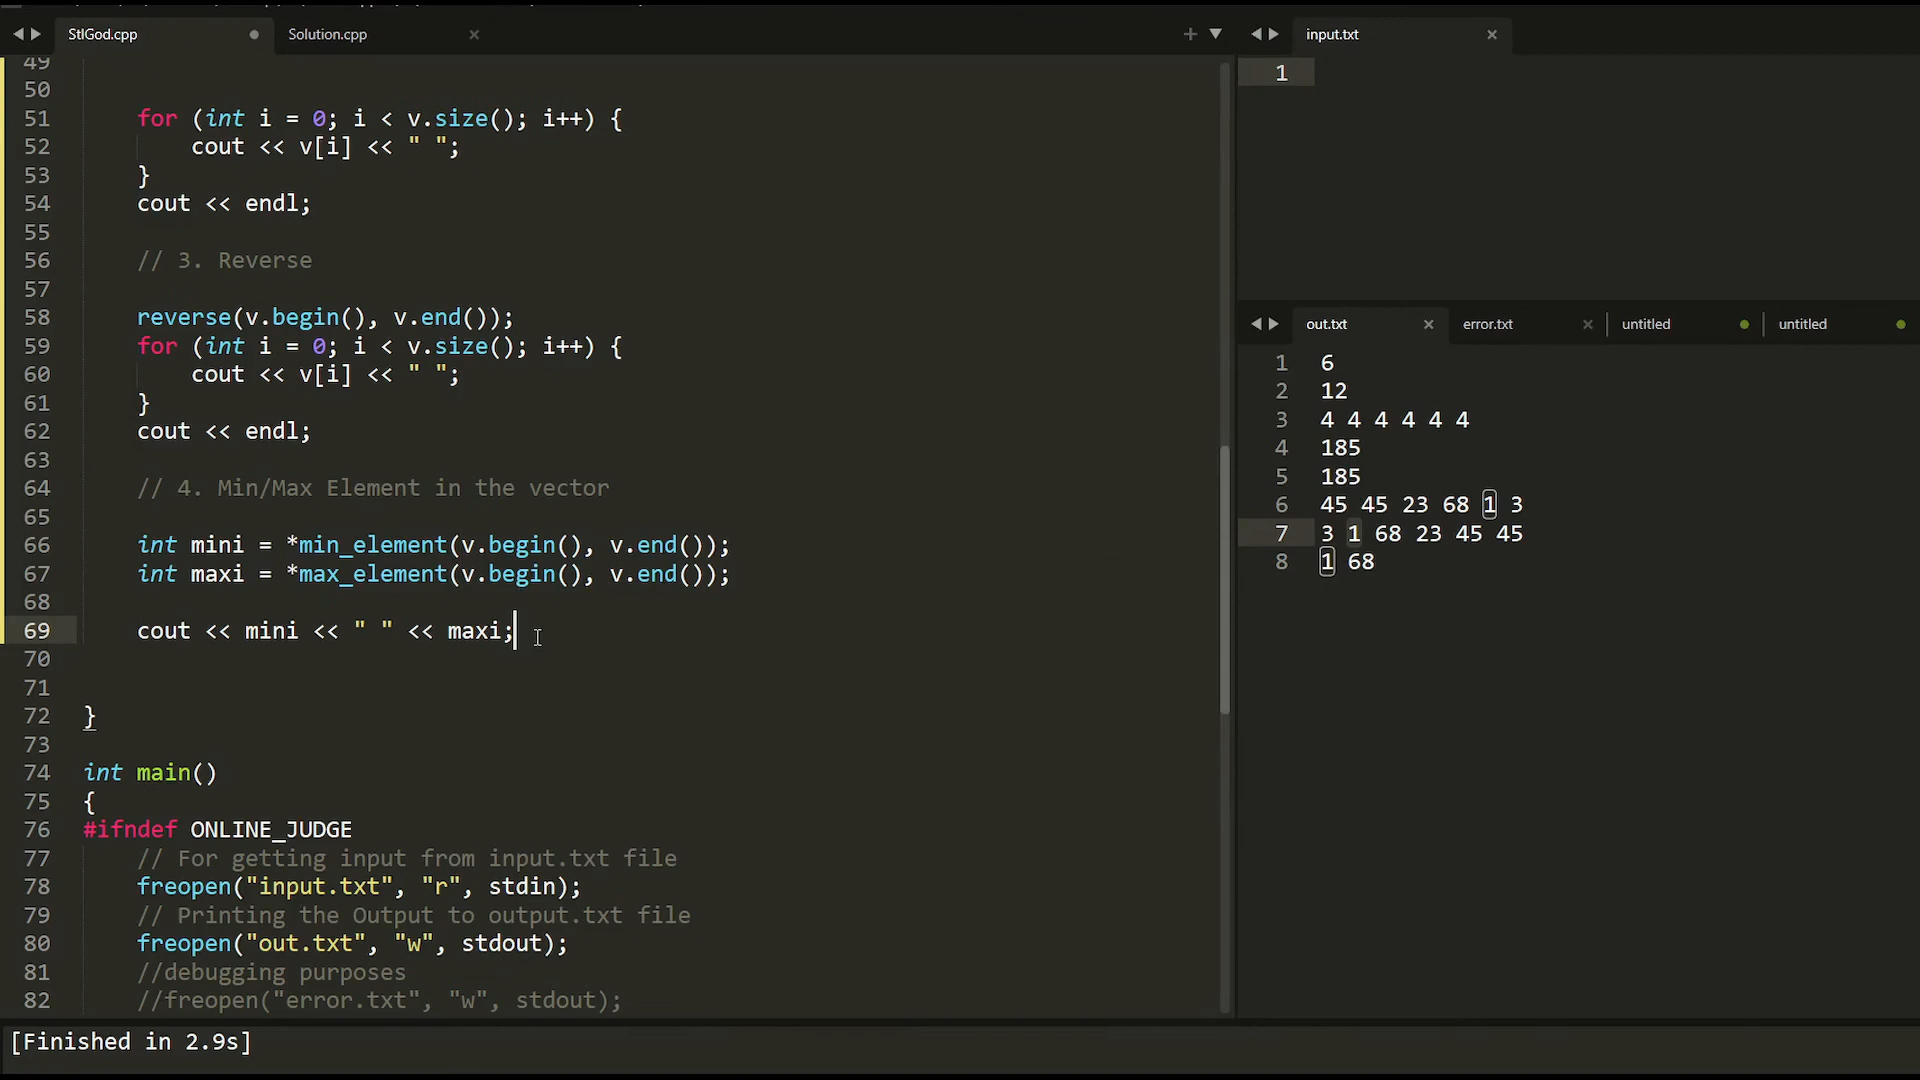 StlGod.cpp
Solution.cpp
49
50
51 for (int i = 0; i < v.size(); i++) {
52 cout << v[i] << " ";
53 }
54 cout << endl;
55
56 // 3. Reverse
57
58 reverse(v.begin(), v.end());
59 for (int i = 0; i < v.size(); i++) {
60 cout << v[i] << " ";
61 }
62 cout << endl;
63
64 // 4. Min/Max Element in the vector
65
66 int mini = *min_element(v.begin(), v.end());
67 int maxi = *max_element(v.begin(), v.end());
68
69 cout << mini << " " << maxi;
70
71
72 }
73
74 int main()
75 {
76 #ifndef ONLINE_JUDGE
77 // For getting input from input.txt file
78 freopen("input.txt", "r", stdin);
79 // Printing the Output to output.txt file
80 freopen("out.txt", "w", stdout);
81 //debugging purposes
82 //freopen("error.txt", "w", stdout);
input.txt
1
out.txt
error.txt
untitled
untitled
1 6
2 12
3 4 4 4 4 4 4
4 185
5 185
6 45 45 23 68 1 3
7 3 1 68 23 45 45
8 1 68
[Finished in 2.9s]